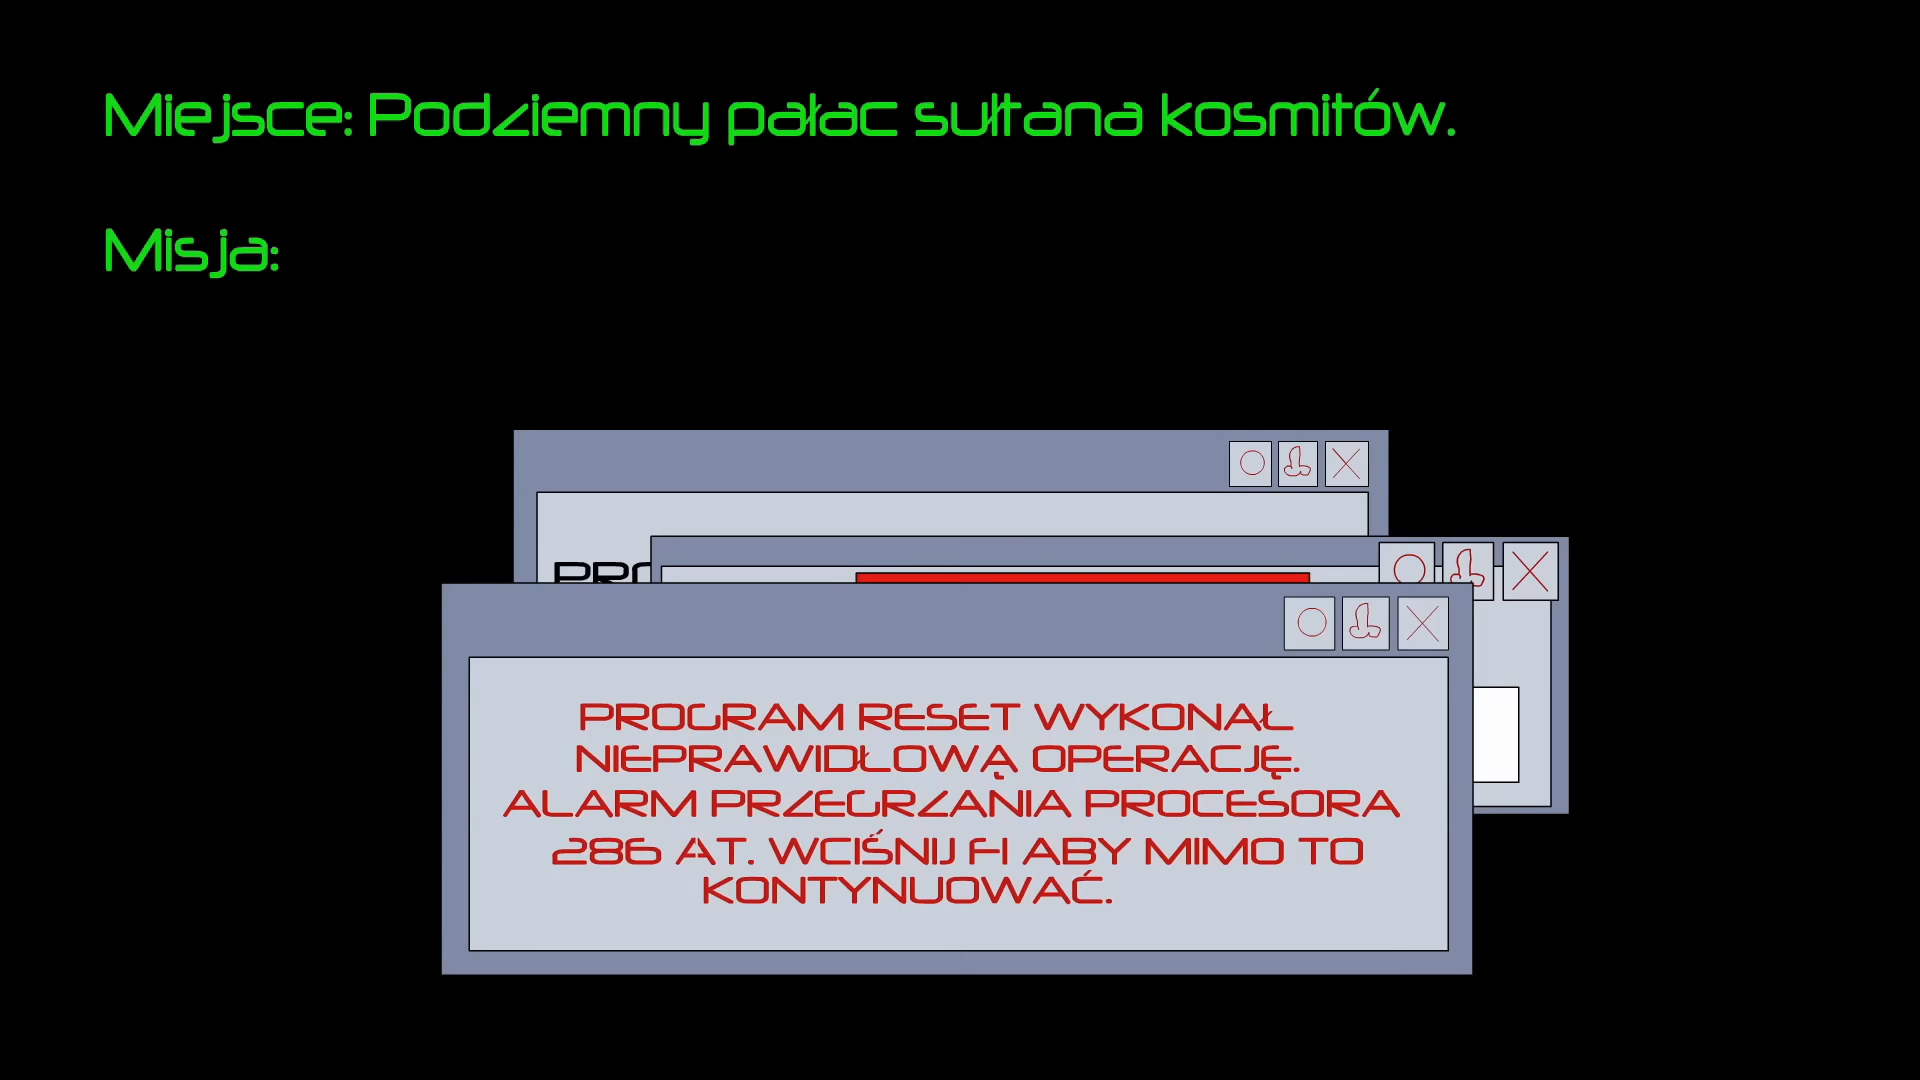 Miejsce: Podziemny pałac sułtana kosmitów.
Misja:
PRO
PROGRAM RESET WYKONAŁ
NIEPRAWIDŁOWĄ OPERACJĘ.
ALARM PRZEGRZANIA PROCESORA
286 AT. WCIŚNIJ F1 ABY MIMO TO
KONTYNUOWAĆ.